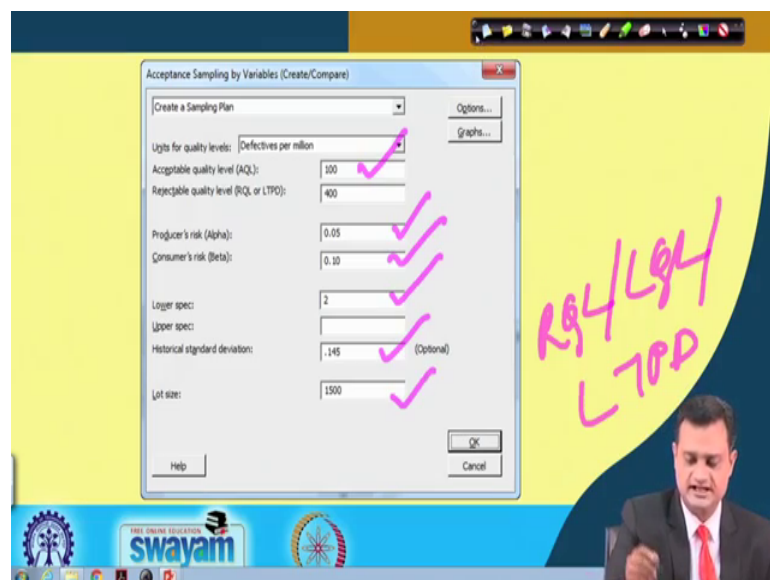 Acceptance Sampling by Variables (Create/Compare)
Create a Sampling Plan
Options...
Graphs...
Units for quality levels: Defectives per million
Acceptable quality level (AQL): 100
Rejectable quality level (RQL or LTPD): 400
Producer's risk (Alpha): 0.05
Consumer's risk (Beta): 0.10
Lower spec: 2
Upper spec:
Historical standard deviation: .145 (Optional)
Lot size: 1500
OK
Help
Cancel
RQL/LQL/
LTPD
FREE ONLINE EDUCATION
swayam